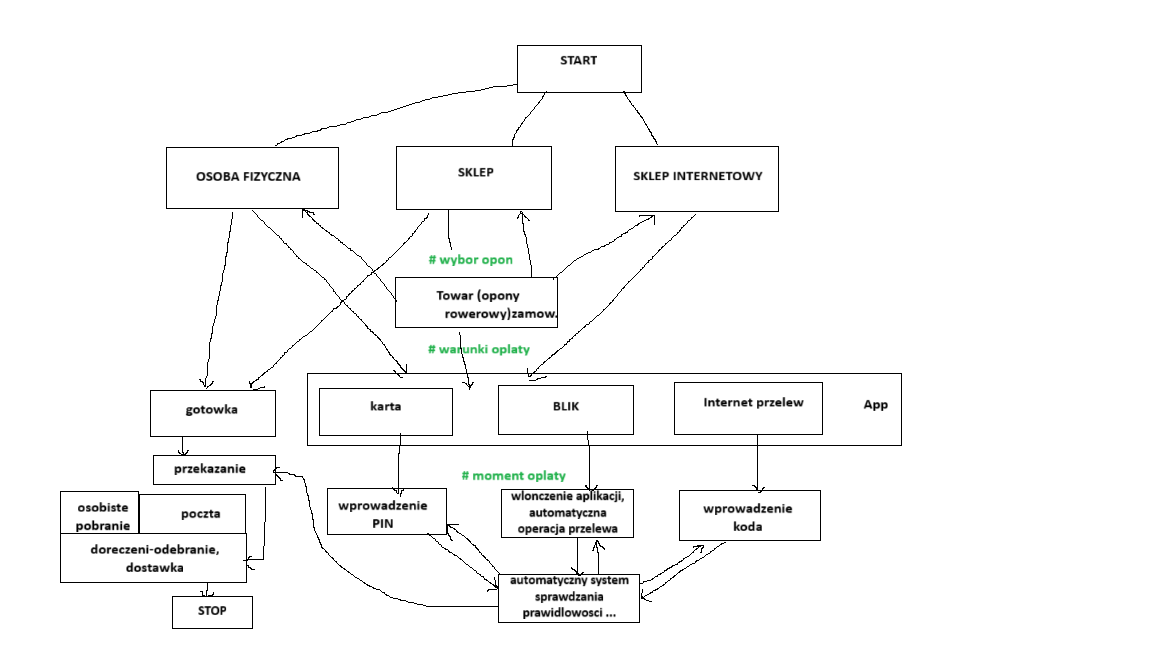 START
OSOBA FIZYCZNA
SKLEP
SKLEP INTERNETOWY
# wybor opon
Towar (opony
rowerowy)zamow.
# warunki oplaty
gotowka
karta
BLIK
Internet przelew
App
przekazanie
# moment oplaty
osobiste
pobranie
poczta
doreczeni-odebranie,
dostawka
STOP
wprowadzenie
PIN
wlonczenie aplikacji,
automatyczna
operacja przelewa
wprowadzenie
koda
automatyczny system
sprawdzania
prawidlowosci ...